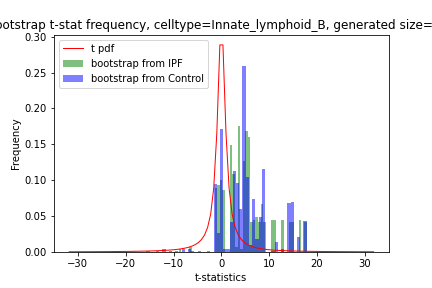 ootstrap t-stat frequency, celltype=Innate_lymphoid_B, generated size=
t pdf
bootstrap from IPF
bootstrap from Control
Frequency
0.30
0.25
0.20
0.15
0.10
0.05
0.00
−30
−20
−10
0
10
20
30
t-statistics